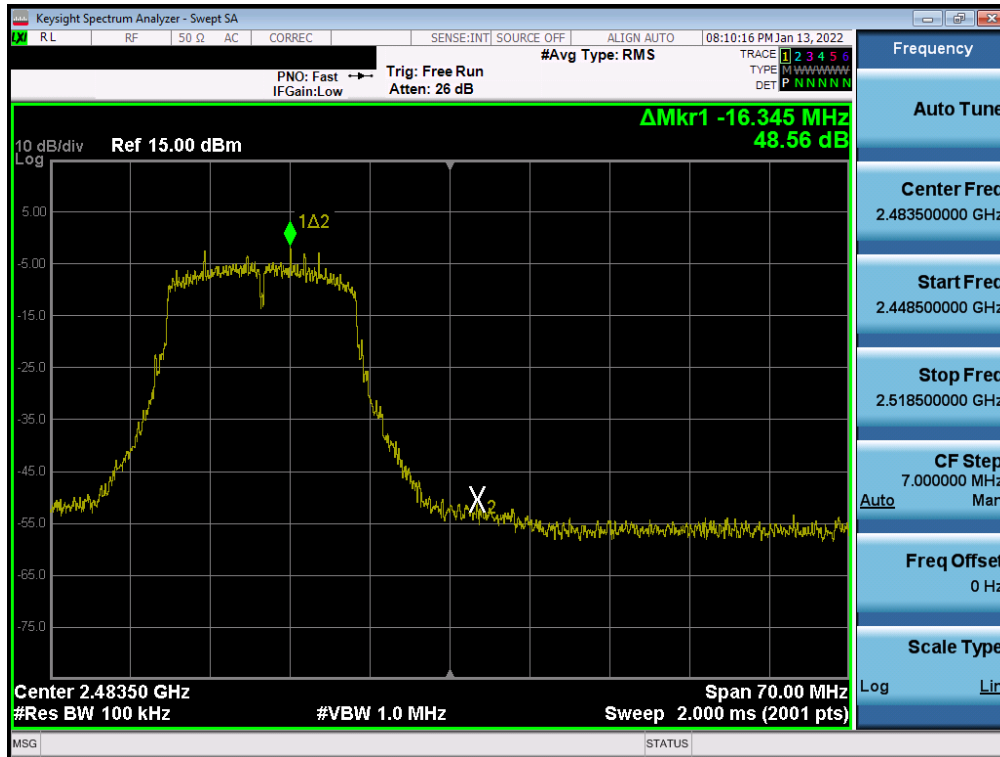 Keysight Spectrum Analyzer - Swept SA
LXI RL RF 50 Ω AC CORREC SENSE:INT SOURCE OFF ALIGN AUTO 08:10:16 PM Jan 13, 2022
#Avg Type: RMS
TRACE 1 2 3 4 5 6
TYPE M WWWWW
DET P N N N N N
PNO: Fast
IFGain:Low
Trig: Free Run
Atten: 26 dB
ΔMkr1 -16.345 MHz
48.56 dB
10 dB/div
Log
Ref 15.00 dBm
5.00
-5.00
-15.0
-25.0
-35.0
-45.0
-55.0
-65.0
-75.0
1Δ2
X2
Center 2.48350 GHz
Span 70.00 MHz
#Res BW 100 kHz
#VBW 1.0 MHz
Sweep 2.000 ms (2001 pts)
MSG
STATUS
Frequency
Auto Tune
Center Freq
2.483500000 GHz
Start Freq
2.448500000 GHz
Stop Freq
2.518500000 GHz
CF Step
7.000000 MHz
Auto Man
Freq Offset
0 Hz
Scale Type
Log Lin